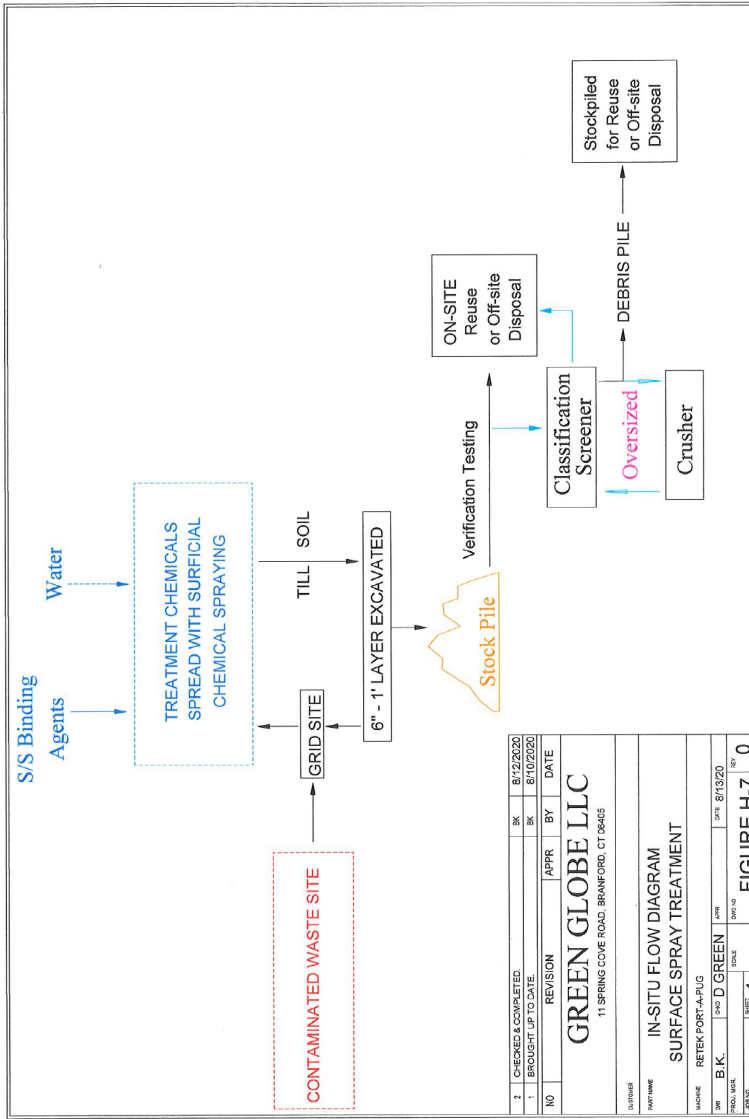 S/S Binding
Agents
Water
TREATMENT CHEMICALS
SPREAD WITH SURFICIAL
CHEMICAL SPRAYING
CONTAMINATED WASTE SITE
GRID SITE
TILL SOIL
6" - 1' LAYER EXCAVATED
Stock Pile
Verification Testing
ON-SITE
Reuse
or Off-site
Disposal
Classification
Screener
Oversized
Crusher
DEBRIS PILE
Stockpiled
for Reuse
or Off-site
Disposal
2 CHECKED & COMPLETED. BK 8/12/2020
1 BROUGHT UP TO DATE. BK 8/10/2020
NO REVISION APPR BY DATE
GREEN GLOBE LLC
11 SPRING COVE ROAD, BRANFORD, CT 06405
CUSTOMER
PART NAME IN-SITU FLOW DIAGRAM
SURFACE SPRAY TREATMENT
MACHINE RETEK PORT-A-PUG
DWI B.K. CHD D GREEN APPR DATE 8/13/20
PROJ. MGR. SCALE DWG NO FIGURE H-7 REV 0
JOB NO SHEET